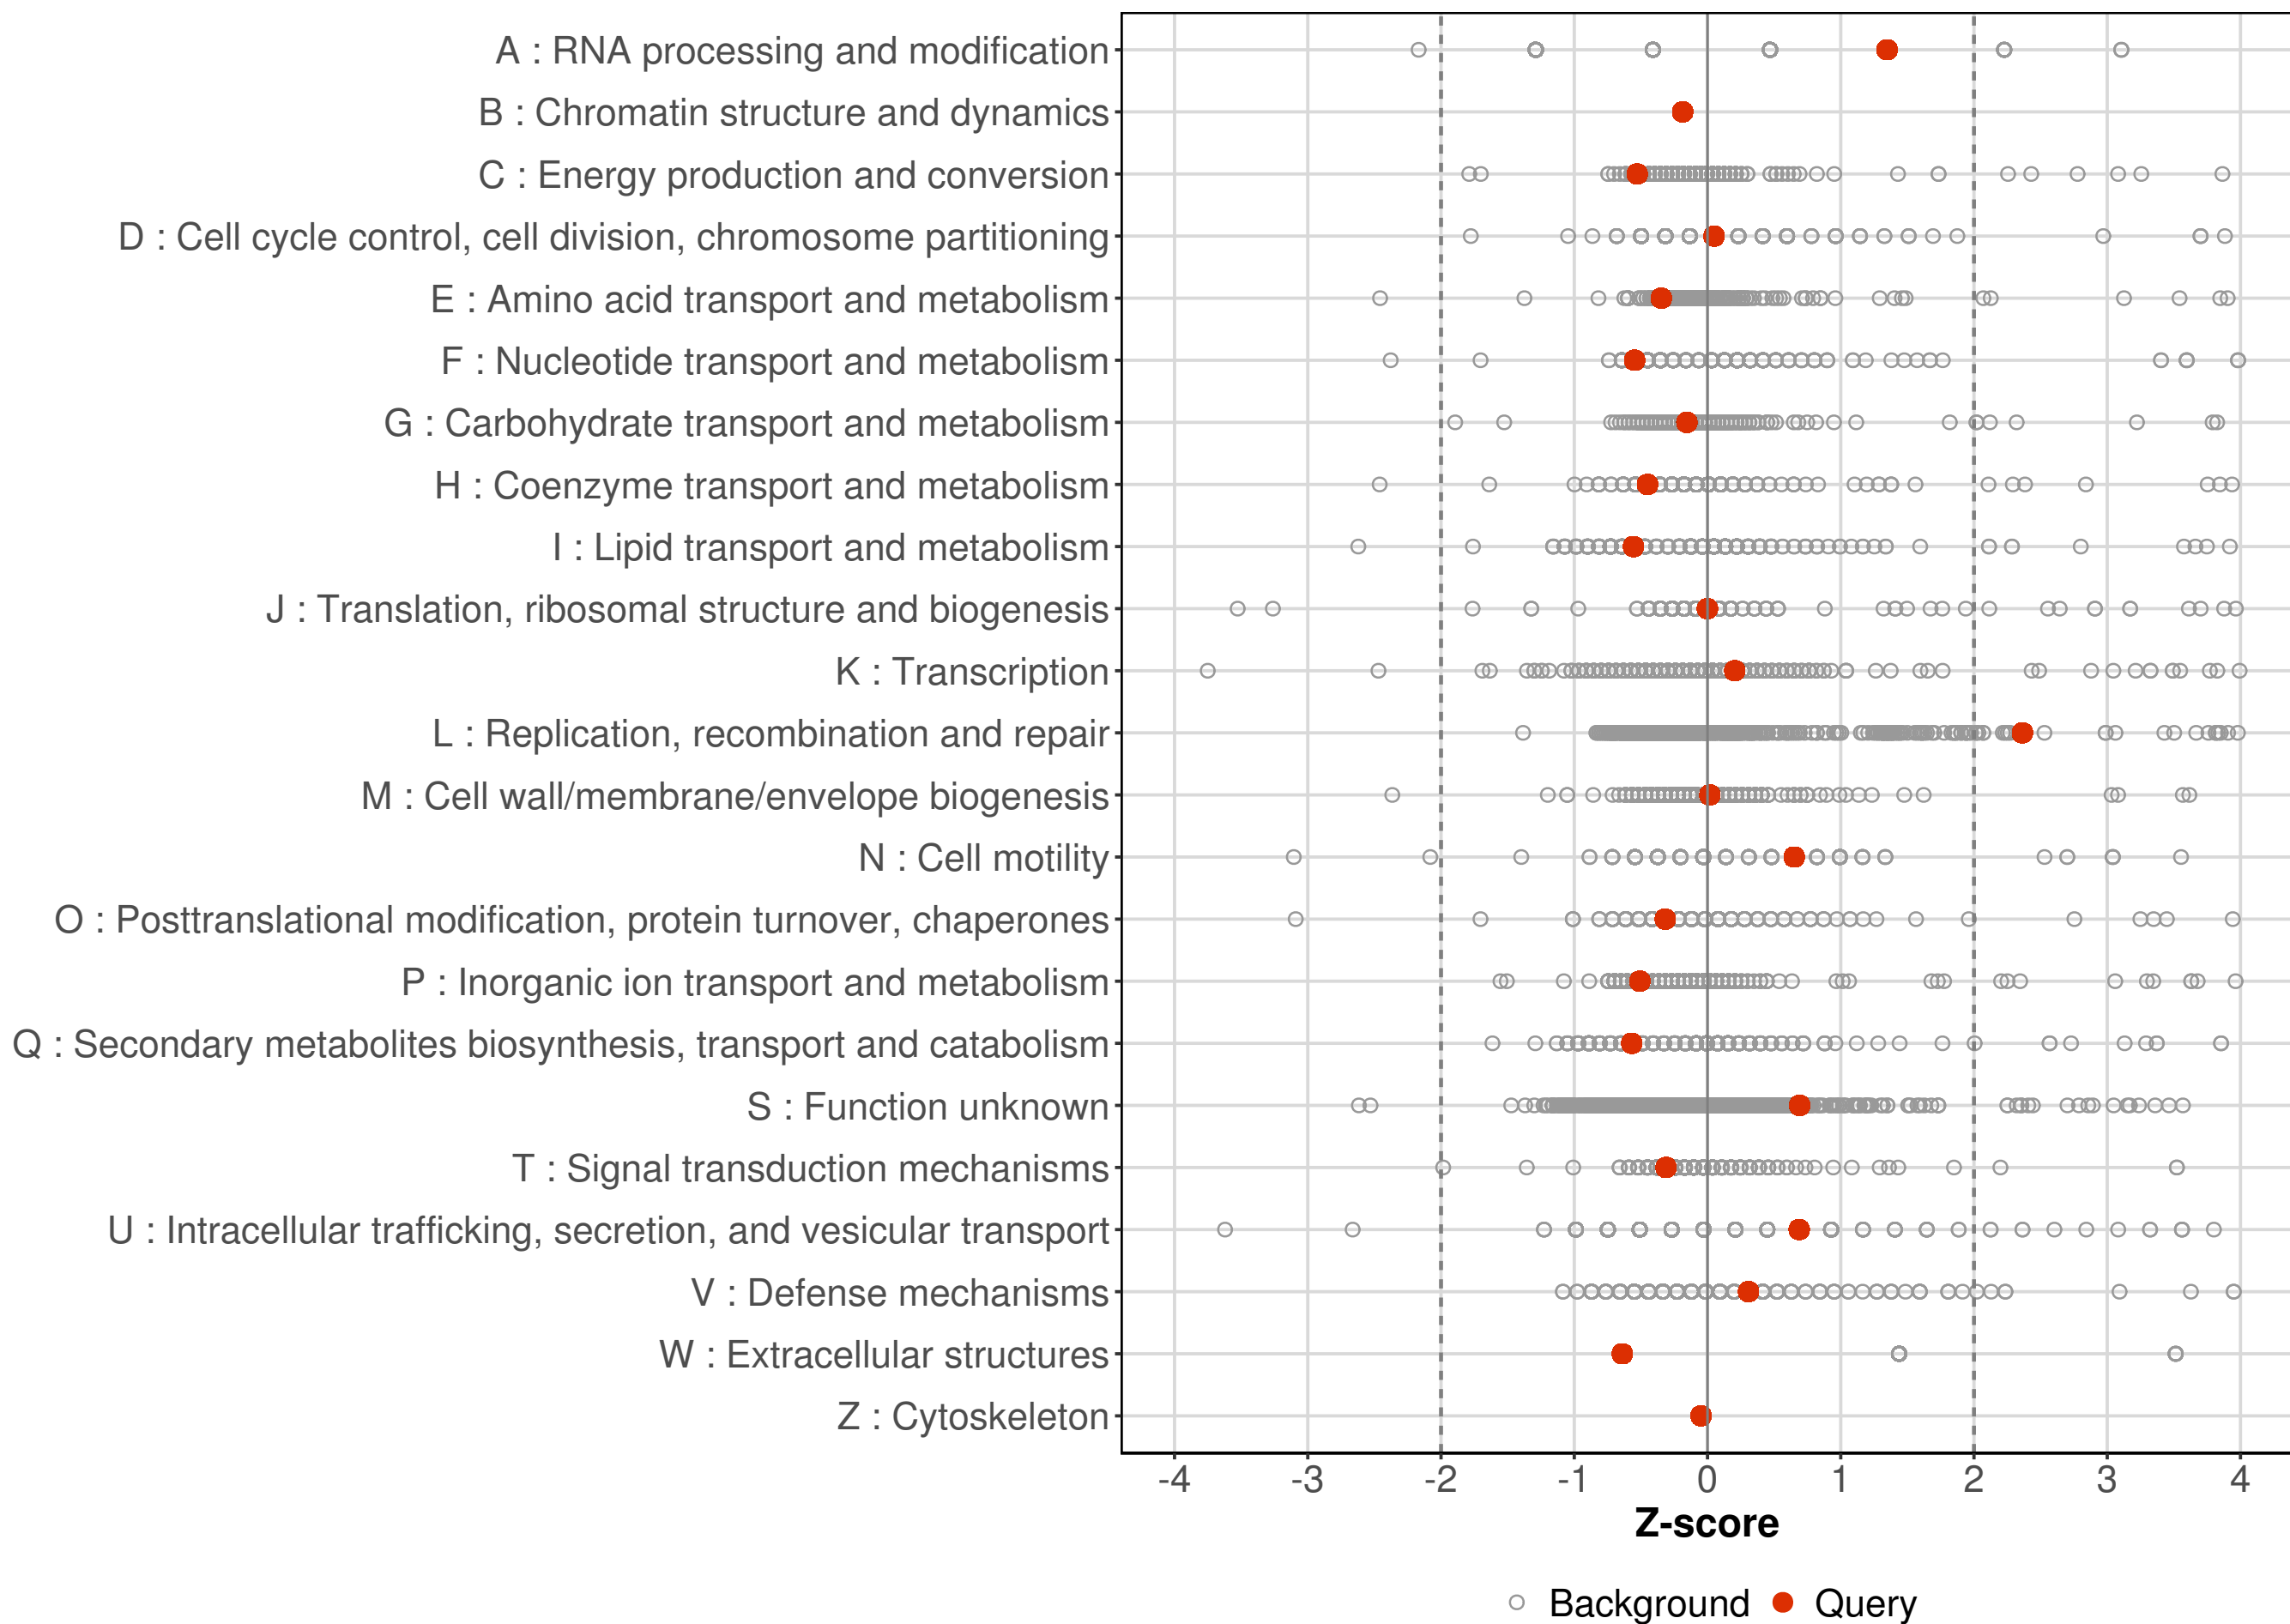 A : RNA processing and modification
B : Chromatin structure and dynamics
C : Energy production and conversion
D : Cell cycle control, cell division, chromosome partitioning
E : Amino acid transport and metabolism
F : Nucleotide transport and metabolism
G : Carbohydrate transport and metabolism
H : Coenzyme transport and metabolism
I : Lipid transport and metabolism
J : Translation, ribosomal structure and biogenesis
K : Transcription
L : Replication, recombination and repair
M : Cell wall/membrane/envelope biogenesis
N : Cell motility
O : Posttranslational modification, protein turnover, chaperones
P : Inorganic ion transport and metabolism
Q : Secondary metabolites biosynthesis, transport and catabolism
S : Function unknown
T : Signal transduction mechanisms
U : Intracellular trafficking, secretion, and vesicular transport
V : Defense mechanisms
W : Extracellular structures
Z : Cytoskeleton
-4 -3 -2 -1 0 1 2 3 4
Z-score
Background Query